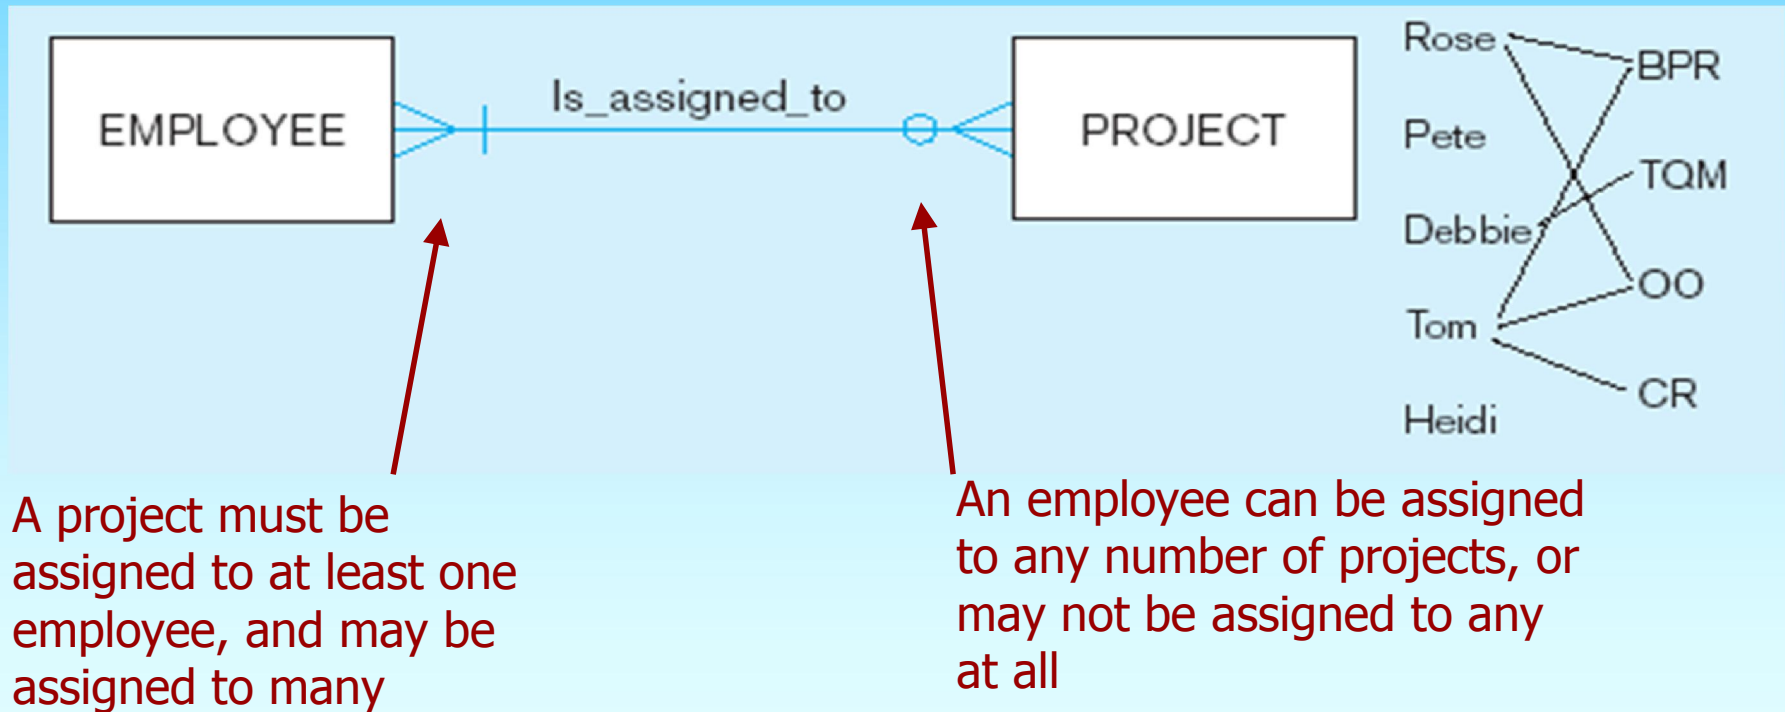 EMPLOYEE
Is_assigned_to
PROJECT
Rose
Pete
Debbie
Tom
Heidi
BPR
TQM
OO
CR
A project must be
assigned to at least one
employee, and may be
assigned to many
An employee can be assigned
to any number of projects, or
may not be assigned to any
at all